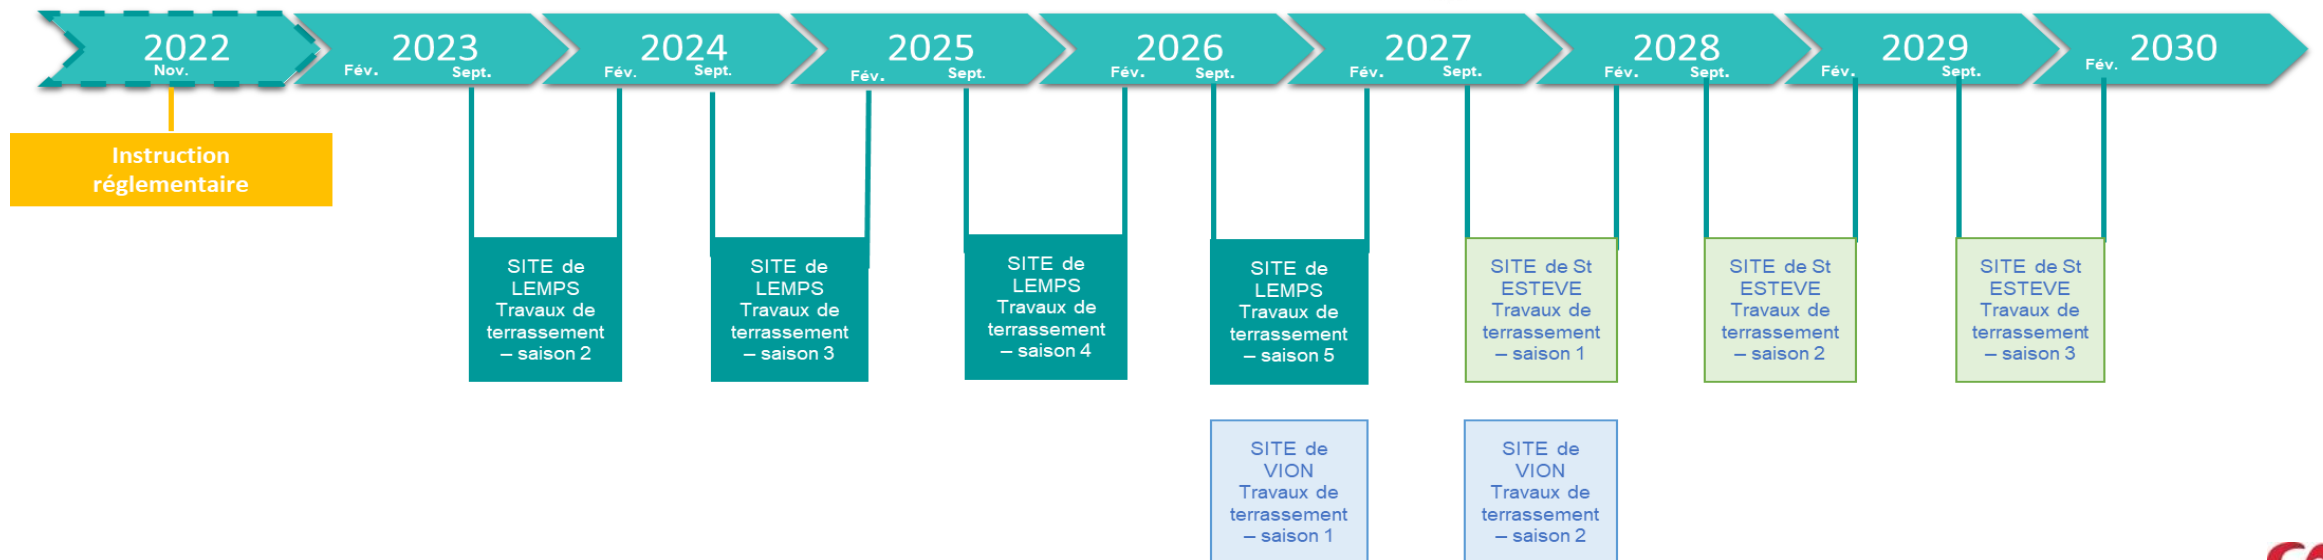 2022
Nov.
2023
Fév.
Sept.
2024
Fév.
Sept.
2025
Fév.
Sept.
2026
Fév.
Sept.
2027
Fév.
Sept.
2028
Fév.
Sept.
2029
Fév.
Sept.
2030
Fév.
Instruction
réglementaire
SITE de
LEMPS
Travaux de
terrassement
– saison 2
SITE de
LEMPS
Travaux de
terrassement
– saison 3
SITE de
LEMPS
Travaux de
terrassement
– saison 4
SITE de
LEMPS
Travaux de
terrassement
– saison 5
SITE de St
ESTEVE
Travaux de
terrassement
– saison 1
SITE de St
ESTEVE
Travaux de
terrassement
– saison 2
SITE de St
ESTEVE
Travaux de
terrassement
– saison 3
SITE de
VION
Travaux de
terrassement
– saison 1
SITE de
VION
Travaux de
terrassement
– saison 2